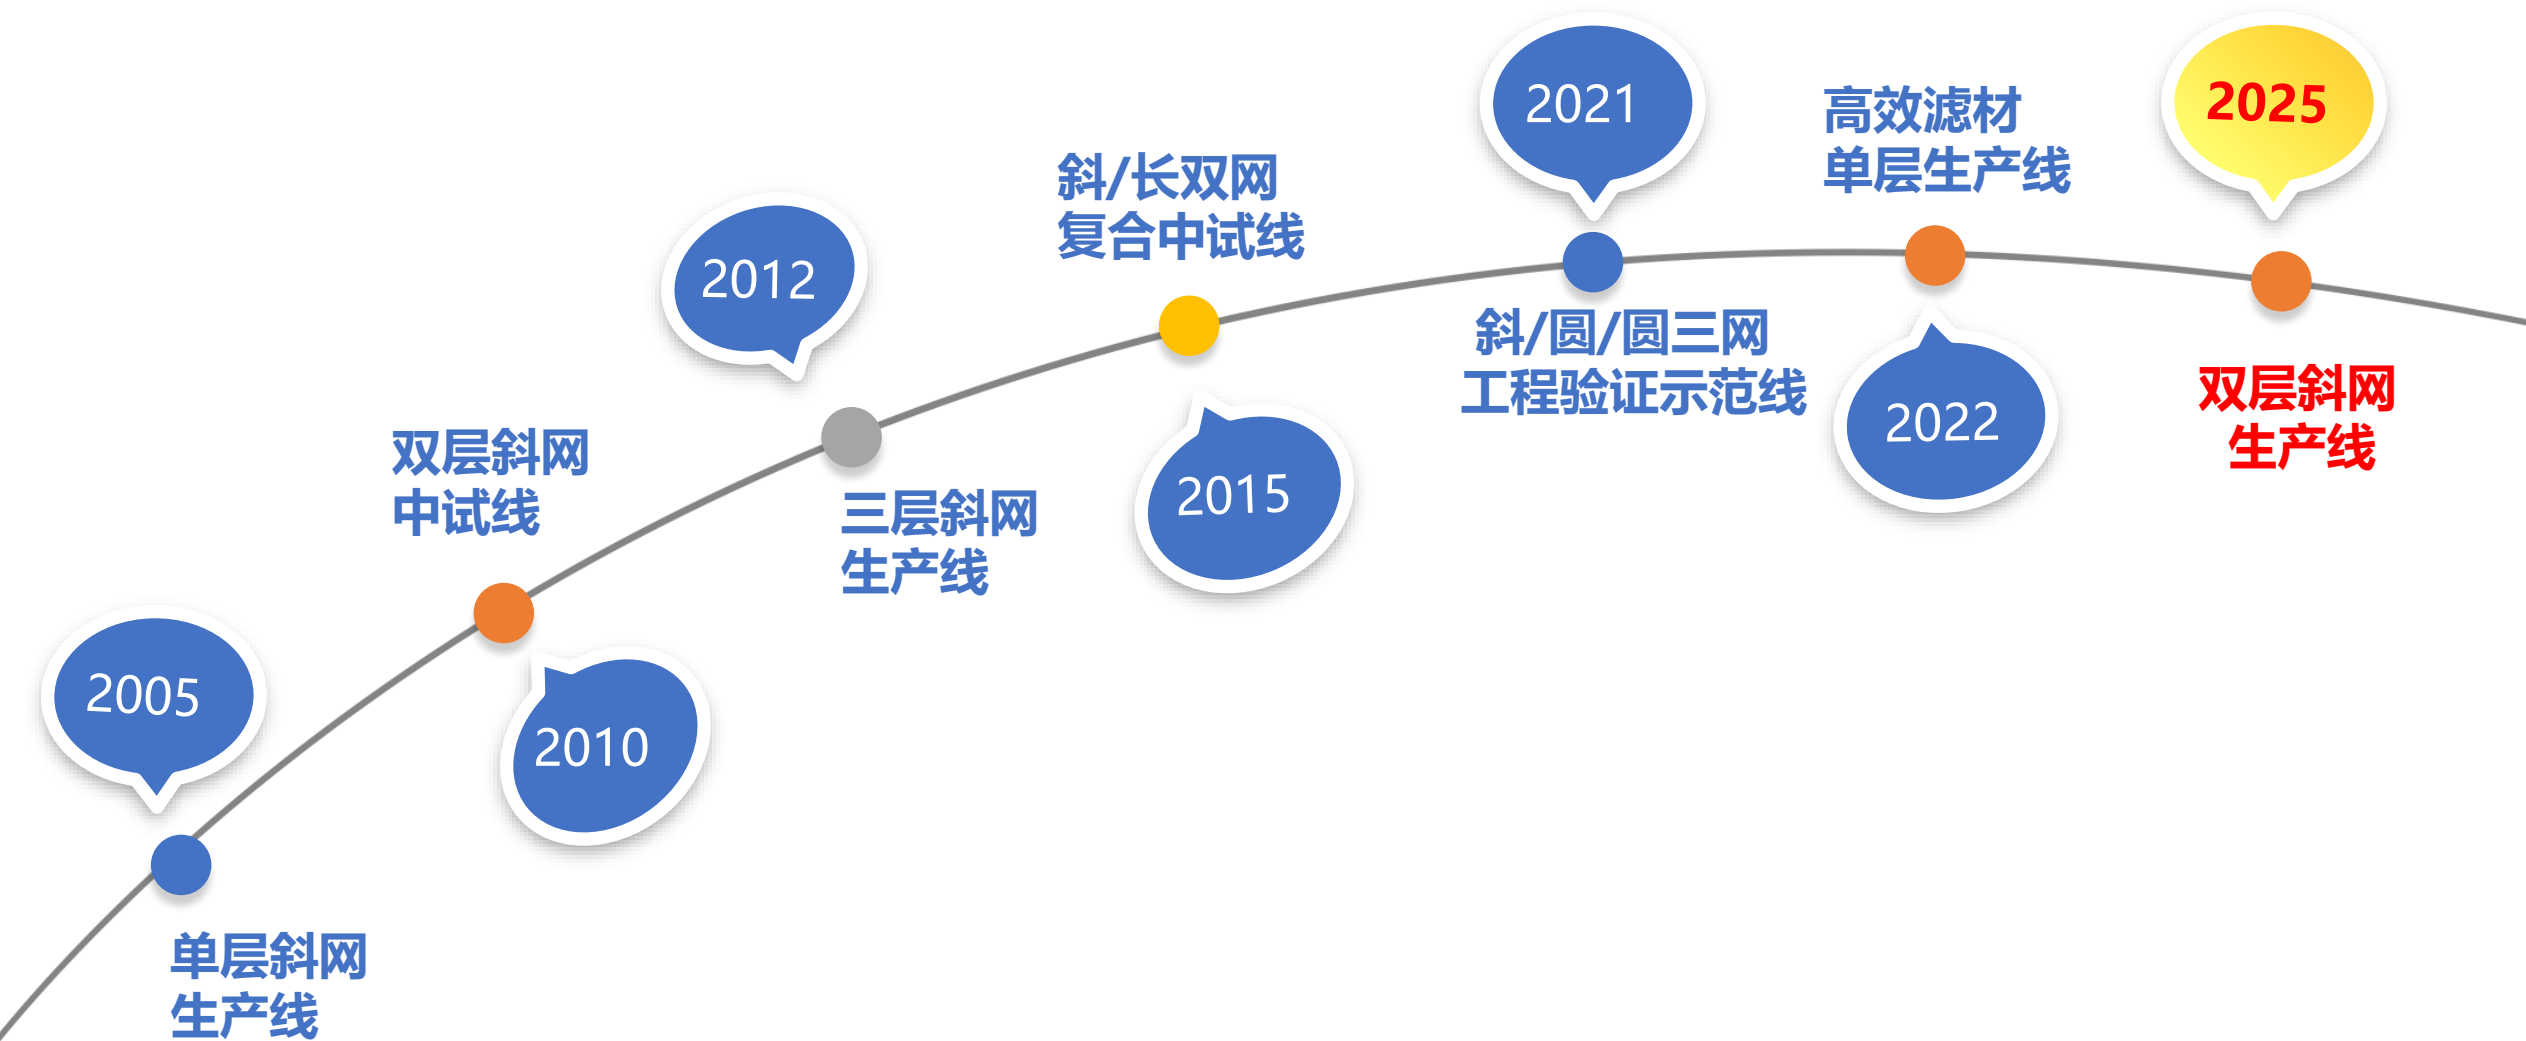 2005
单层斜网
生产线
双层斜网
中试线
2010
2012
三层斜网
生产线
斜/长双网
复合中试线
2015
2021
斜/圆/圆三网
工程验证示范线
高效滤材
单层生产线
2022
2025
双层斜网
生产线